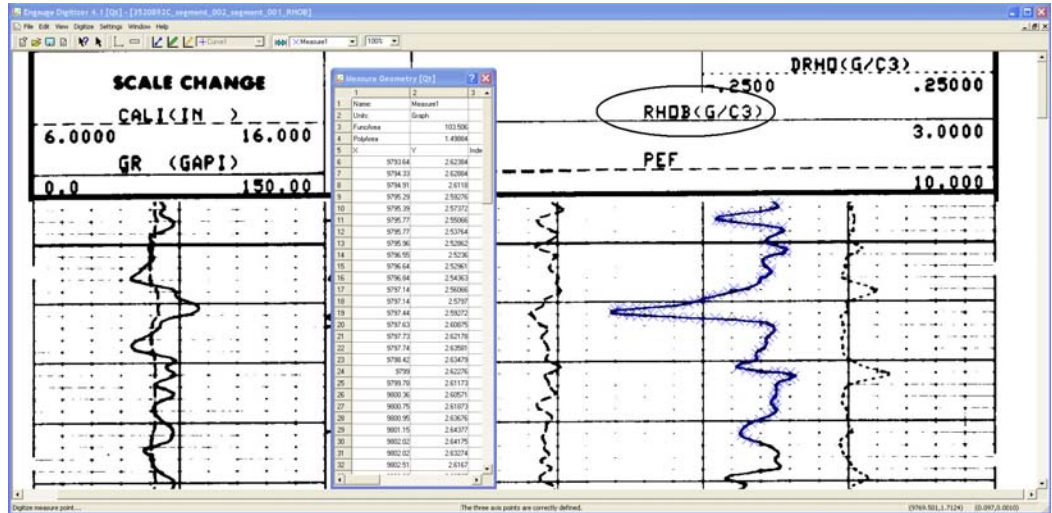 Engauge Digitizer 4.1 [Qt] - [3520892C_segment_002_segment_001_RHOB]
File Edit View Digitize Settings Window Help
Curve1
Measure1
100%
SCALE CHANGE
CALI(IN )
6.0000 16.000
GR (GAPI)
0.0 150.00
DRHO(G/C3)
-.2500 .25000
RHOB(G/C3)
3.0000
PEF
10.000
Measure Geometry [Qt]
1 2 3
1 Name: Measure1
2 Units: Graph
3 FuncArea 103.506
4 PolyArea 1.49884
5 X Y Inde
6 9793.64 2.62384
7 9794.33 2.62884
8 9794.91 2.6118
9 9795.29 2.59276
10 9795.39 2.57372
11 9795.77 2.55066
12 9795.77 2.53764
13 9795.96 2.52862
14 9796.55 2.5236
15 9796.64 2.52961
16 9796.84 2.54363
17 9797.14 2.56066
18 9797.14 2.5797
19 9797.44 2.59272
20 9797.63 2.60875
21 9797.73 2.62178
22 9797.74 2.63581
23 9798.42 2.63479
24 9799 2.62276
25 9799.78 2.61173
26 9800.36 2.60571
27 9800.75 2.61873
28 9800.95 2.63676
29 9801.15 2.64377
30 9802.02 2.64175
31 9802.02 2.63274
32 9802.51 2.6167
Digitize measure point...
The three axis points are correctly defined.
(9769.501,1.7124) (0.097,0.0010)